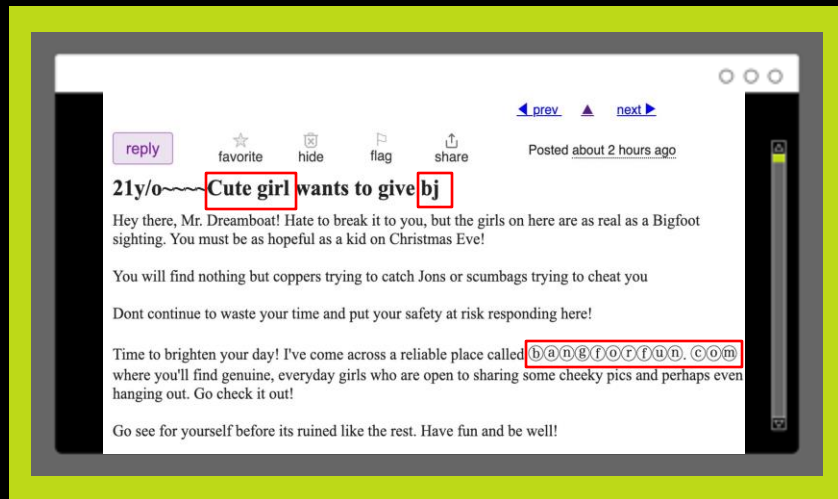 ◀ prev ▲ next ▶
reply favorite hide flag share Posted about 2 hours ago
21y/o~~~~Cute girl wants to give bj
Hey there, Mr. Dreamboat! Hate to break it to you, but the girls on here are as real as a Bigfoot
sighting. You must be as hopeful as a kid on Christmas Eve!
You will find nothing but coppers trying to catch Jons or scumbags trying to cheat you
Dont continue to waste your time and put your safety at risk responding here!
Time to brighten your day! I've come across a reliable place called ⓑⓐⓝⓖⓕⓞⓡⓕⓤⓝ. ⓒⓞⓜ
where you'll find genuine, everyday girls who are open to sharing some cheeky pics and perhaps even
hanging out. Go check it out!
Go see for yourself before its ruined like the rest. Have fun and be well!